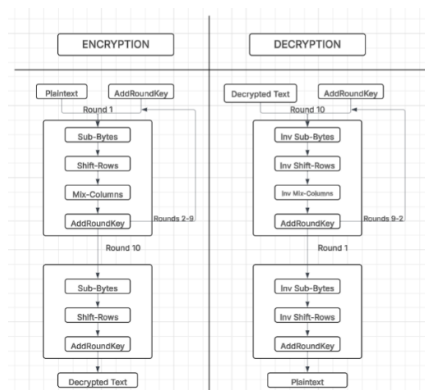 ENCRYPTION
Plaintext
AddRoundKey
Round 1
Sub-Bytes
Shift-Rows
Mix-Columns
AddRoundKey
Rounds 2-9
Round 10
Sub-Bytes
Shift-Rows
AddRoundKey
Decrypted Text
DECRYPTION
Decrypted Text
AddRoundKey
Round 10
Inv Sub-Bytes
Inv Shift-Rows
Inv Mix-Columns
AddRoundKey
Rounds 9-2
Round 1
Inv Sub-Bytes
Inv Shift-Rows
AddRoundKey
Plaintext